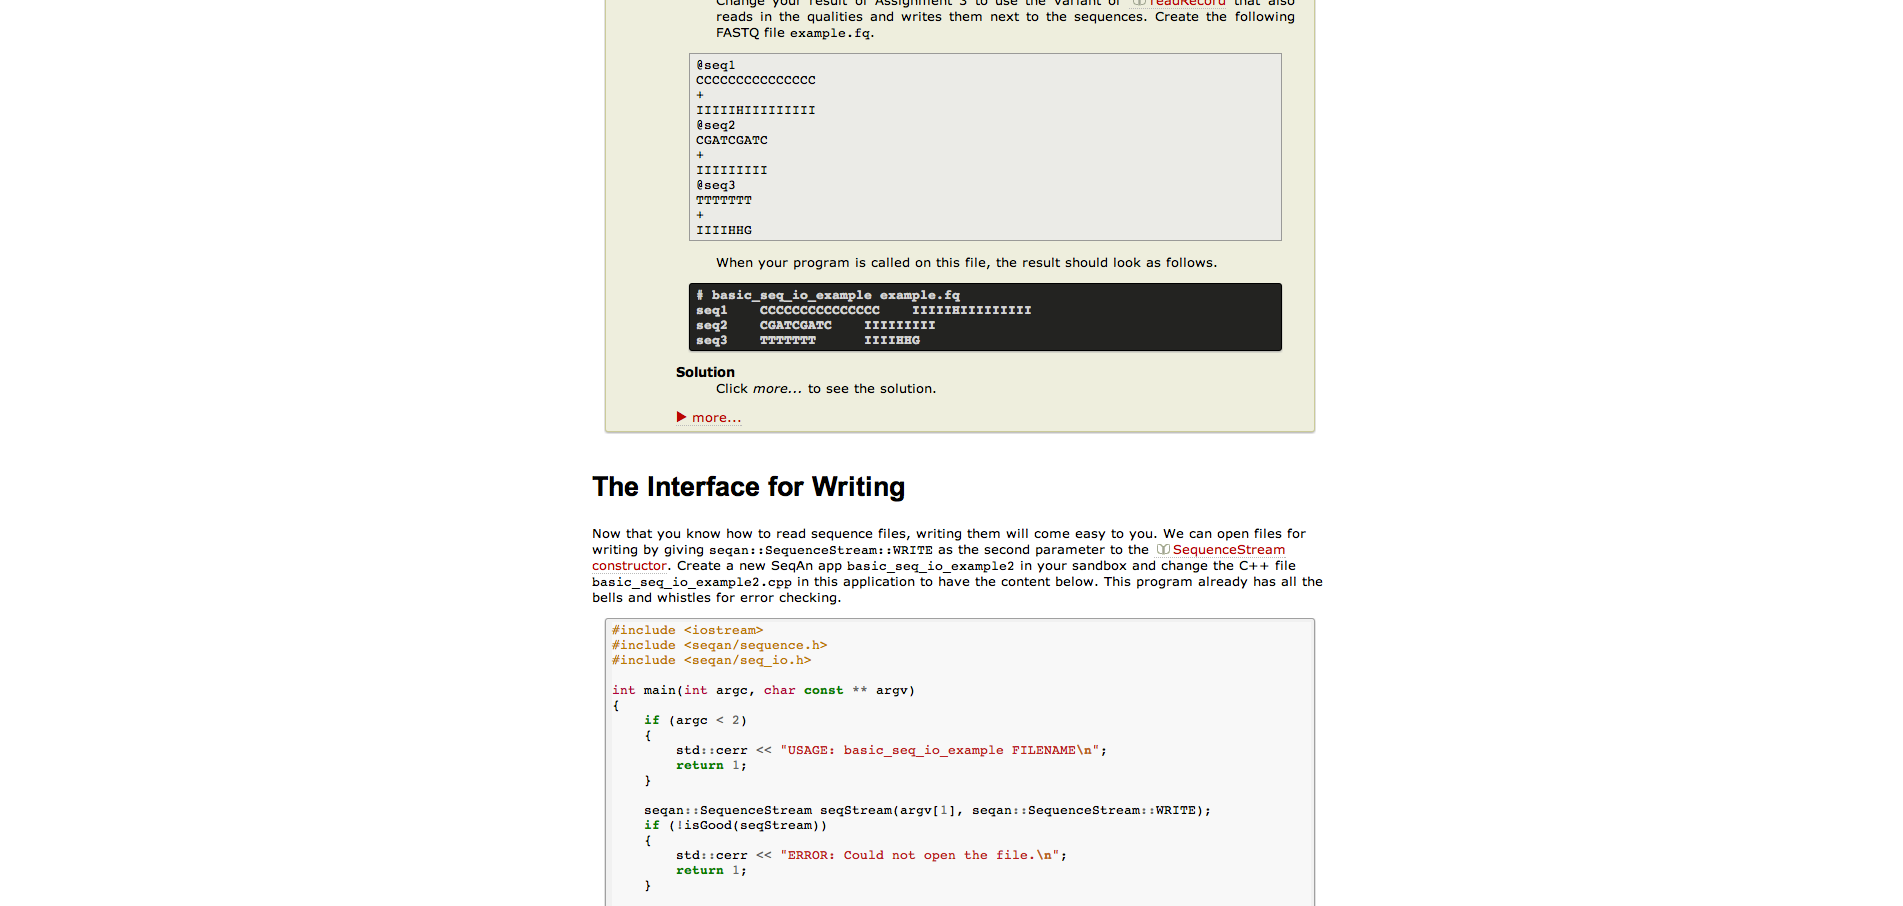 Change your result of Assignment 3 to use the variant of readRecord that also
reads in the qualities and writes them next to the sequences. Create the following
FASTQ file example.fq.
@seq1
CCCCCCCCCCCCCCC
+
IIIIIHIIIIIIIII
@seq2
CGATCGATC
+
IIIIIIIII
@seq3
TTTTTTT
+
IIIIHHG
When your program is called on this file, the result should look as follows.
# basic_seq_io_example example.fq
seq1    CCCCCCCCCCCCCCC    IIIIIHIIIIIIIII
seq2    CGATCGATC    IIIIIIIII
seq3    TTTTTTT      IIIIHHG
Solution
Click more... to see the solution.
▶ more...
The Interface for Writing
Now that you know how to read sequence files, writing them will come easy to you. We can open files for
writing by giving seqan::SequenceStream::WRITE as the second parameter to the SequenceStream
constructor. Create a new SeqAn app basic_seq_io_example2 in your sandbox and change the C++ file
basic_seq_io_example2.cpp in this application to have the content below. This program already has all the
bells and whistles for error checking.
#include <iostream>
#include <seqan/sequence.h>
#include <seqan/seq_io.h>
int main(int argc, char const ** argv)
{
    if (argc < 2)
    {
        std::cerr << "USAGE: basic_seq_io_example FILENAME\n";
        return 1;
    }
    seqan::SequenceStream seqStream(argv[1], seqan::SequenceStream::WRITE);
    if (!isGood(seqStream))
    {
        std::cerr << "ERROR: Could not open the file.\n";
        return 1;
    }